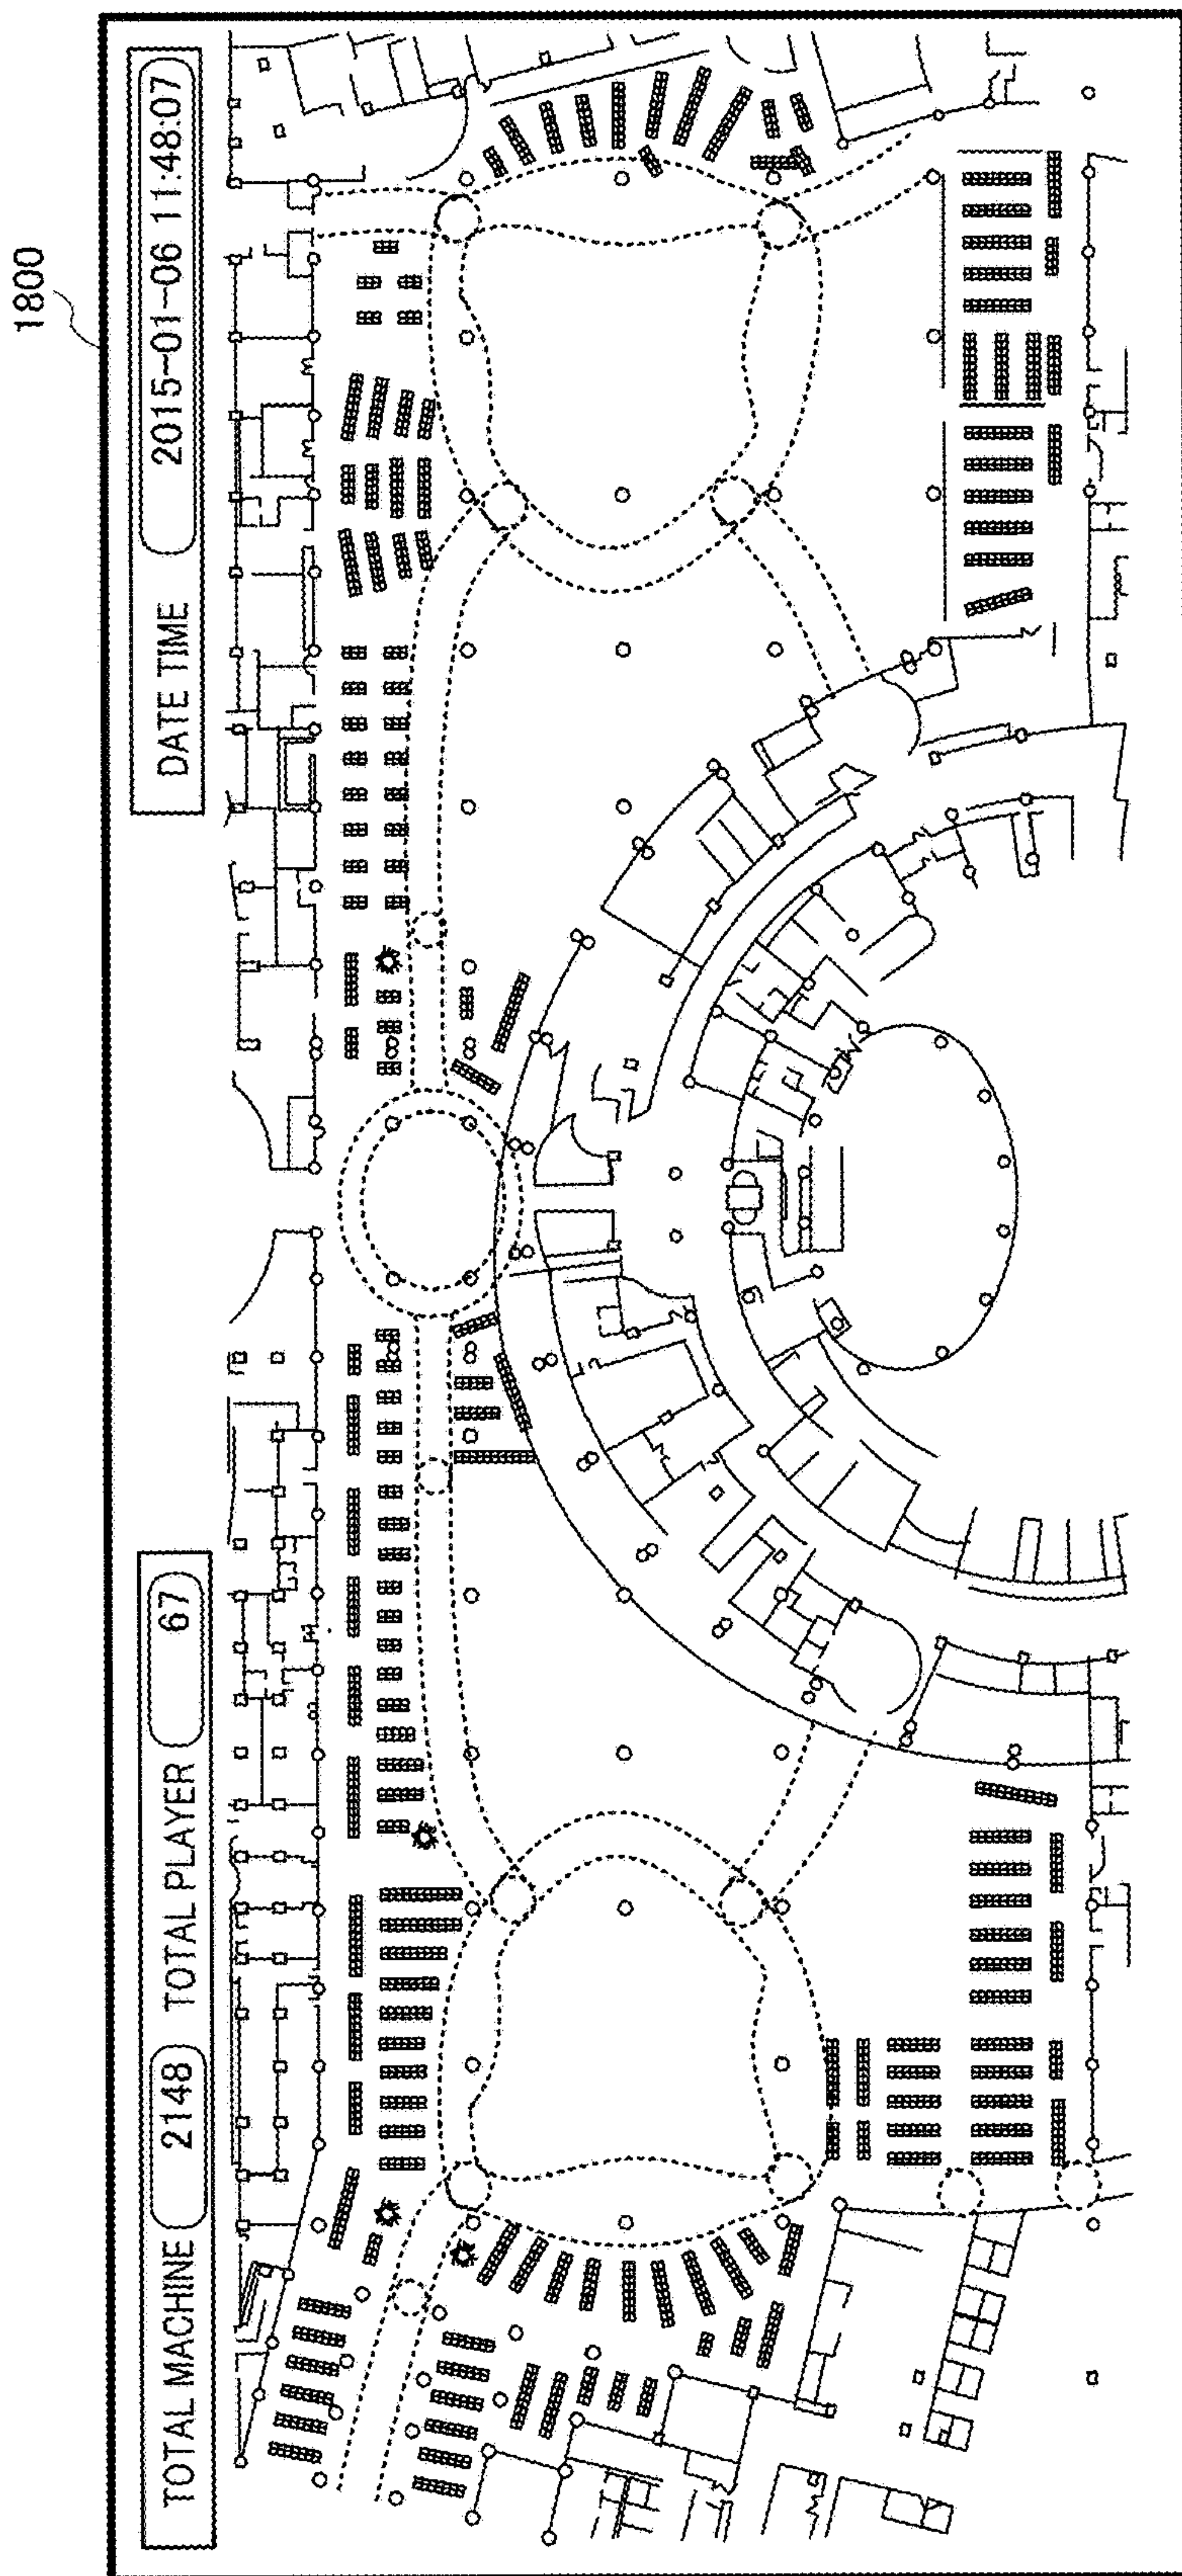 1800
TOTAL MACHINE 2148 TOTAL PLAYER 67
DATE TIME 2015-01-06 11:48:07